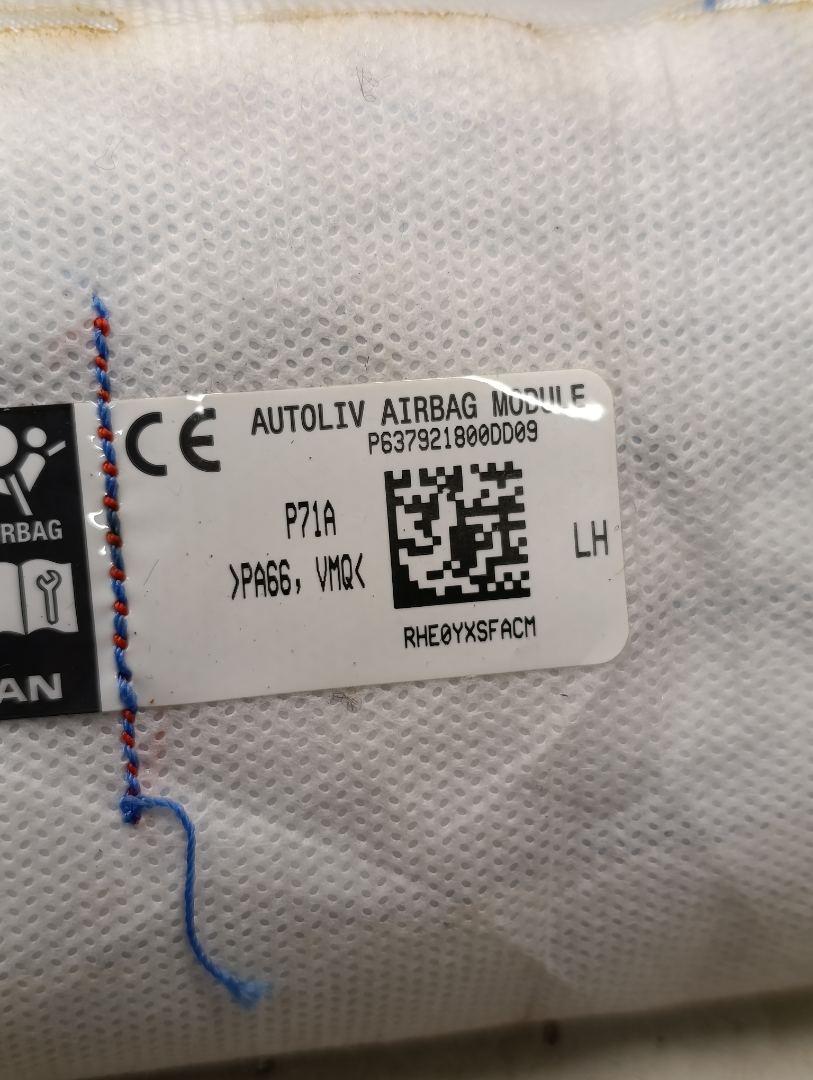 AUTOLIV AIRBAG MODULE
P637921800DD09
CE
P71A
>PA66, VMQ<
LH
RHE0YXSFACM
RBAG
AN